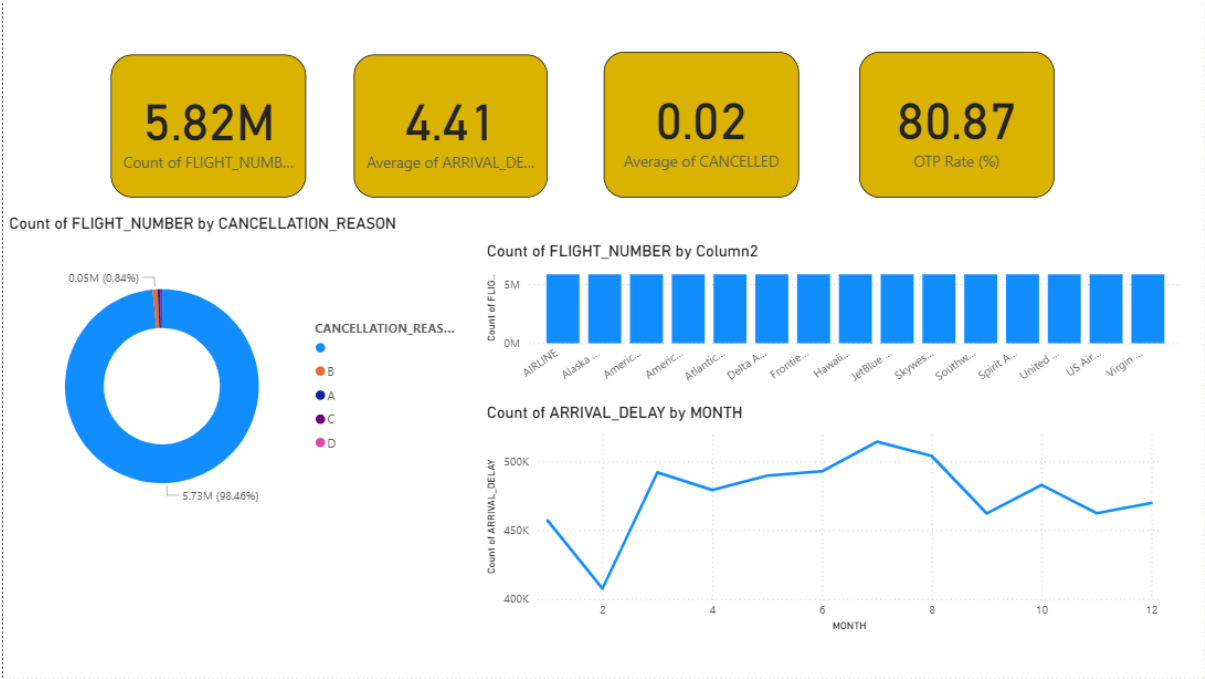 5.82M
Count of FLIGHT_NUMB...
4.41
Average of ARRIVAL_DE...
0.02
Average of CANCELLED
80.87
OTP Rate (%)
Count of FLIGHT_NUMBER by CANCELLATION_REASON
0.05M (0.84%)
5.73M (98.46%)
CANCELLATION_REAS...
B
A
C
D
Count of FLIGHT_NUMBER by Column2
Count of FLIG...
5M
0M
AIRLINE
Alaska ...
Americ...
Americ...
Atlantic...
Delta A...
Frontie...
Hawaii...
JetBlue ...
Skywes...
Southw...
Spirit A...
United ...
US Air...
Virgin ...
Count of ARRIVAL_DELAY by MONTH
Count of ARRIVAL_DELAY
500K
450K
400K
2
4
6
8
10
12
MONTH